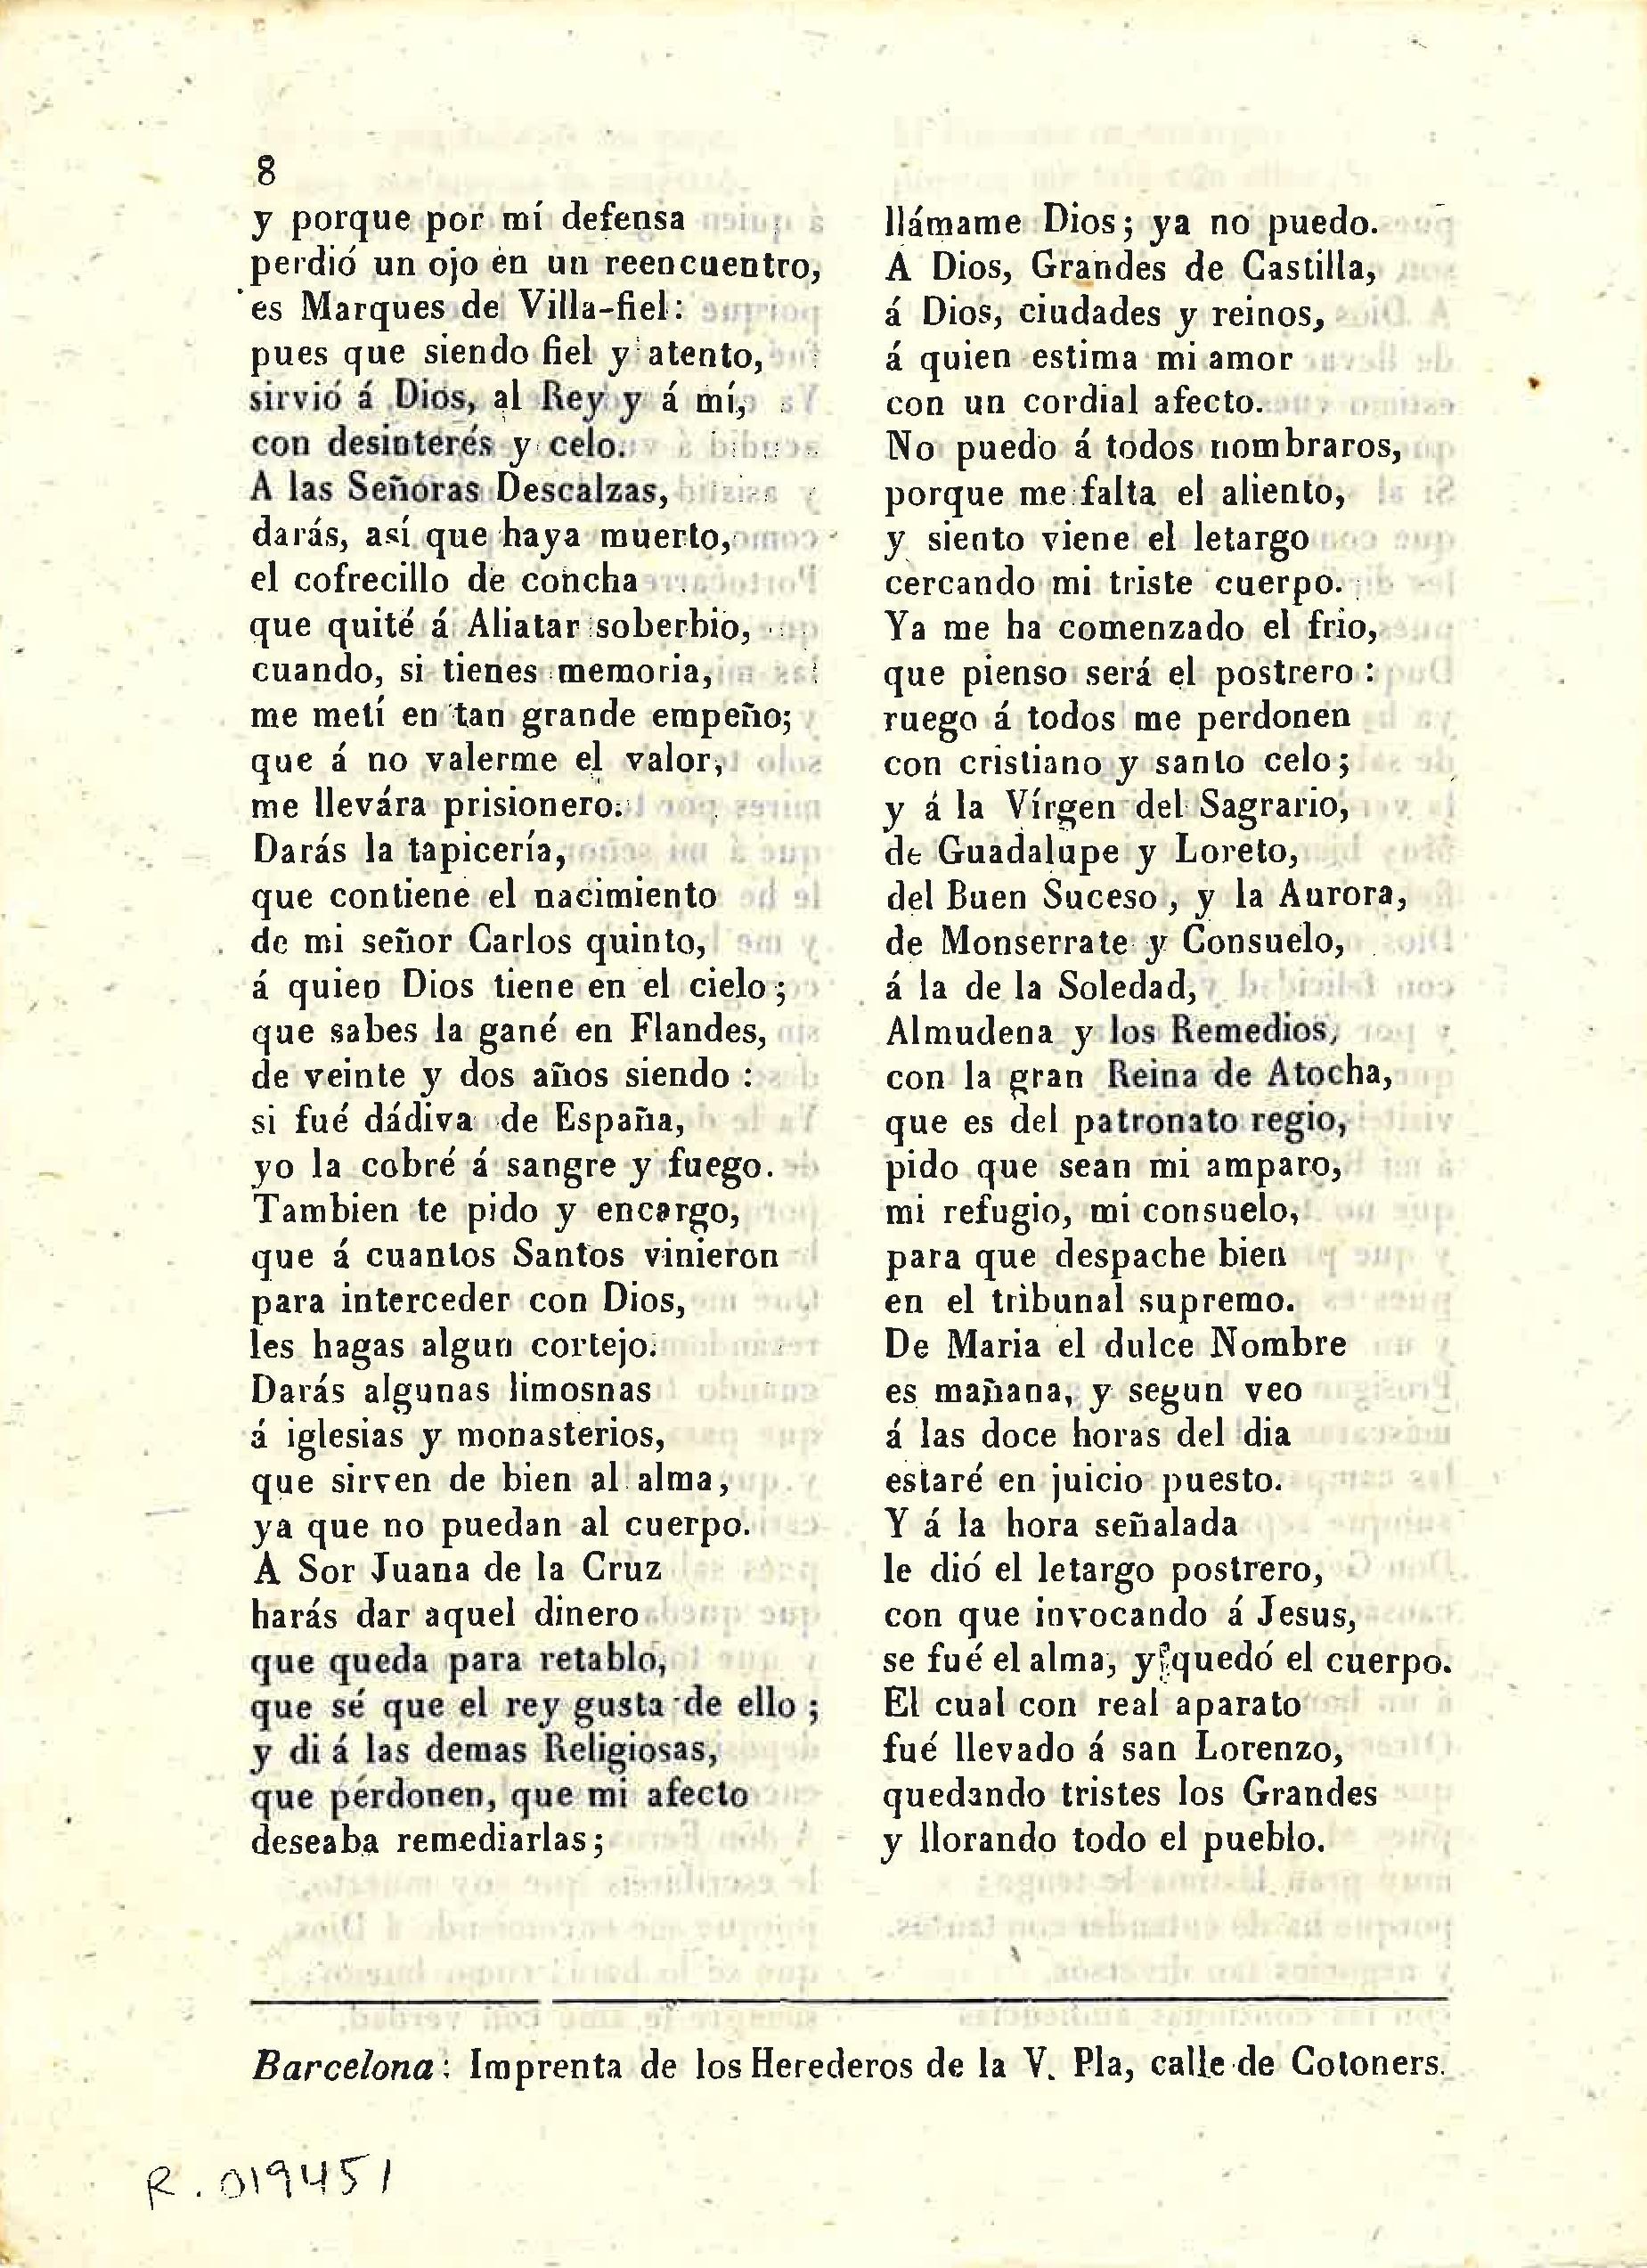 8
y porque por mí defensa
perdió un ojo en un reencuentro,
es Marques de Villa-fiel:
pues que siendo fiel y atento,
sirvió á Dios, al Rey y á mí,
con desinterés y celo.
A las Señoras Descalzas,
darás, así que haya muerto,
el cofrecillo de concha
que quité á Aliatar soberbio,
cuando, si tienes memoria,
me metí en tan grande empeño;
que á no valerme el valor,
me llevára prisionero.
Darás la tapicería,
que contiene el nacimiento
de mi señor Carlos quinto,
á quien Dios tiene en el cielo;
que sabes la gané en Flandes,
de veinte y dos años siendo:
si fué dádiva de España,
yo la cobré á sangre y fuego.
Tambien te pido y encargo,
que á cuantos Santos vinieron
para interceder con Dios,
les hagas algun cortejo.
Darás algunas limosnas
á iglesias y monasterios,
que sirven de bien al alma,
ya que no puedan al cuerpo.
A Sor Juana de la Cruz
harás dar aquel dinero
que queda para retablo,
que sé que el rey gusta de ello;
y di á las demas Religiosas,
que perdonen, que mi afecto
deseaba remediarlas;
llámame Dios; ya no puedo.
A Dios, Grandes de Castilla,
á Dios, ciudades y reinos,
á quien estima mi amor
con un cordial afecto.
No puedo á todos nombraros,
porque me falta el aliento,
y siento viene el letargo
cercando mi triste cuerpo.
Ya me ha comenzado el frio,
que pienso será el postrero:
ruego á todos me perdonen
con cristiano y santo celo;
y á la Vírgen del Sagrario,
de Guadalupe y Loreto,
del Buen Suceso, y la Aurora,
de Monserrate y Consuelo,
á la de la Soledad,
Almudena y los Remedios,
con la gran Reina de Atocha,
que es del patronato regio,
pido que sean mi amparo,
mi refugio, mi consuelo,
para que despache bien
en el tribunal supremo.
De Maria el dulce Nombre
es mañana, y segun veo
á las doce horas del dia
estaré en juicio puesto.
Y á la hora señalada
le dió el letargo postrero,
con que invocando á Jesus,
se fué el alma, y quedó el cuerpo.
El cual con real aparato
fué llevado á san Lorenzo,
quedando tristes los Grandes
y llorando todo el pueblo.
Barcelona: Imprenta de los Herederos de la V. Pla, calle de Cotoners.
R. 019451